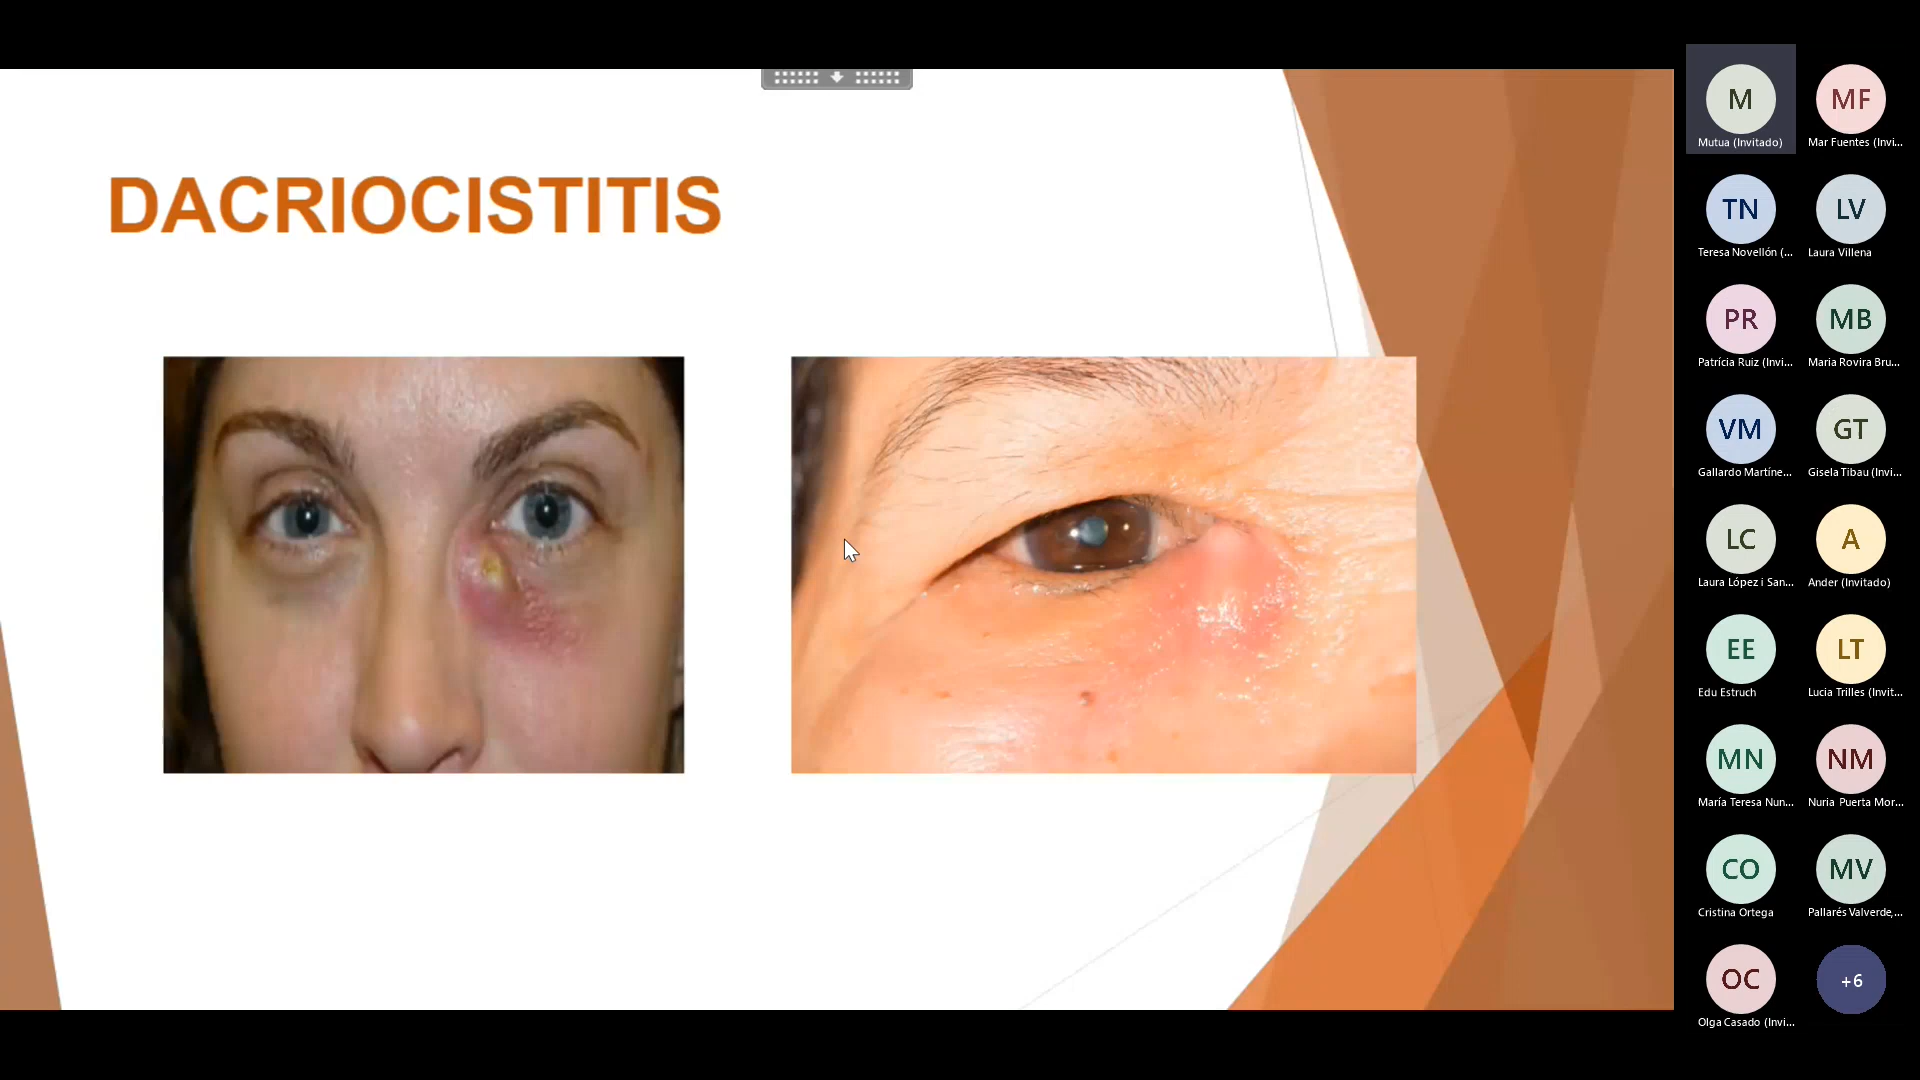 DACRIOCISTITIS
M
Mutua (Invitado)
MF
Mar Fuentes (Invi...
TN
Teresa Novellón (...
LV
Laura Villena
PR
Patrícia Ruiz (Invi...
MB
Maria Rovira Bru...
VM
Gallardo Martíne...
GT
Gisela Tibau (Invi...
LC
Laura López i San...
A
Ander (Invitado)
EE
Edu Estruch
LT
Lucia Trilles (Invit...
MN
María Teresa Nun...
NM
Nuria Puerta Mor...
CO
Cristina Ortega
MV
Pallarés Valverde,...
OC
Olga Casado (Invi...
+6